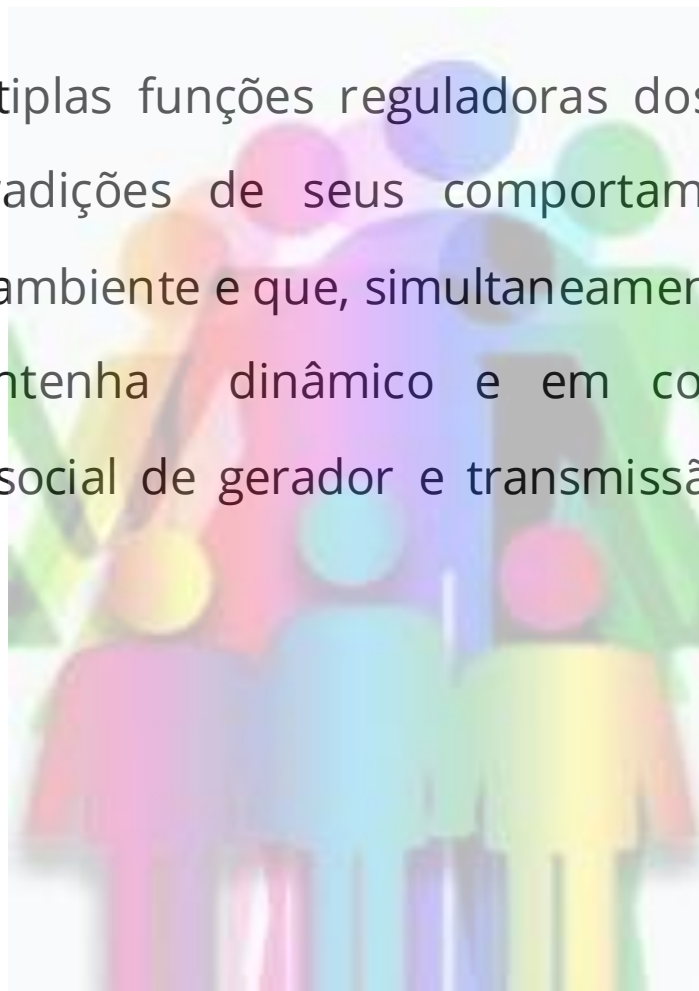 tiplas funções reguladoras dos
adições de seus comportam
ambiente e que, simultaneamen
ntenha dinâmico e em co
social de gerador e transmissã